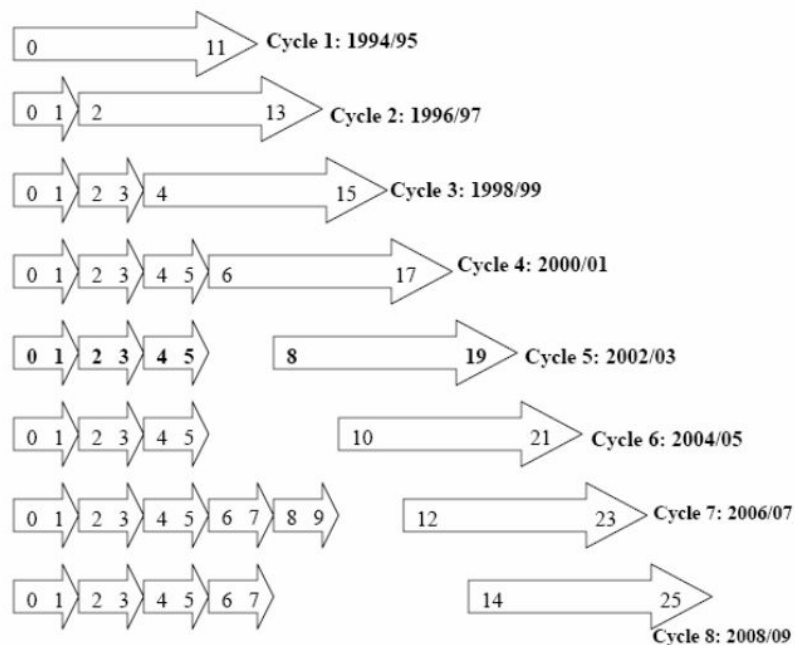 0 11 Cycle 1: 1994/95
0 1 2 13 Cycle 2: 1996/97
0 1 2 3 4 15 Cycle 3: 1998/99
0 1 2 3 4 5 6 17 Cycle 4: 2000/01
0 1 2 3 4 5 8 19 Cycle 5: 2002/03
0 1 2 3 4 5 10 21 Cycle 6: 2004/05
0 1 2 3 4 5 6 7 8 9 12 23 Cycle 7: 2006/07
0 1 2 3 4 5 6 7 14 25
Cycle 8: 2008/09